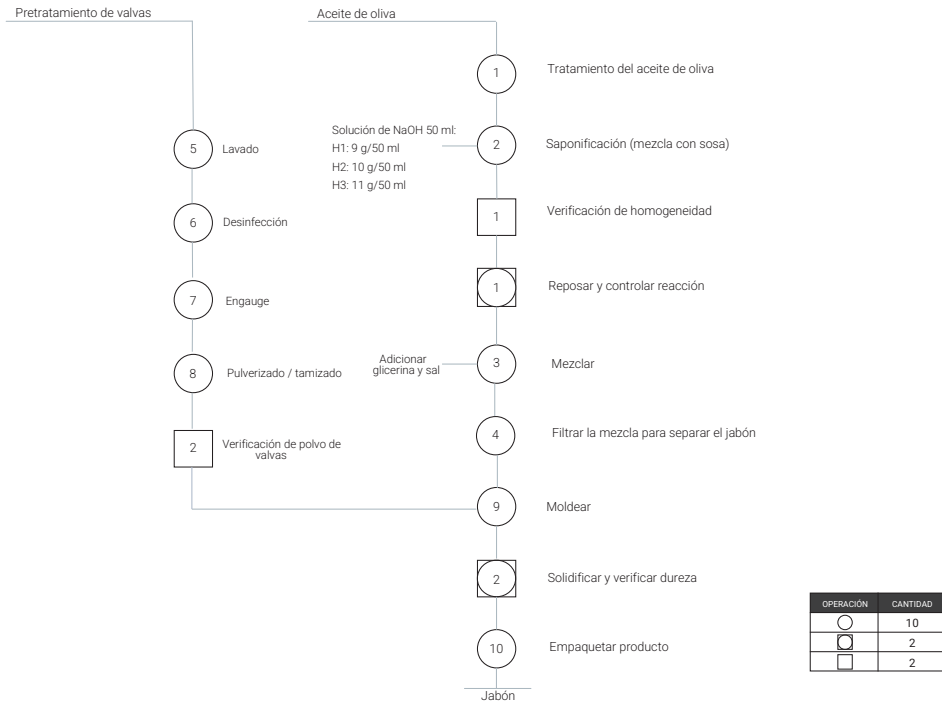 Pretratamiento de valvas
Aceite de oliva
1
Tratamiento del aceite de oliva
Solución de NaOH 50 ml:
H1: 9 g/50 ml
H2: 10 g/50 ml
H3: 11 g/50 ml
2
Saponificación (mezcla con sosa)
5
Lavado
1
Verificación de homogeneidad
6
Desinfección
1
Reposar y controlar reacción
7
Engauge
Adicionar
glicerina y sal
3
Mezclar
8
Pulverizado / tamizado
4
Filtrar la mezcla para separar el jabón
2
Verificación de polvo de
valvas
9
Moldear
2
Solidificar y verificar dureza
10
Empaquetar producto
Jabón
OPERACIÓN CANTIDAD
10
2
2